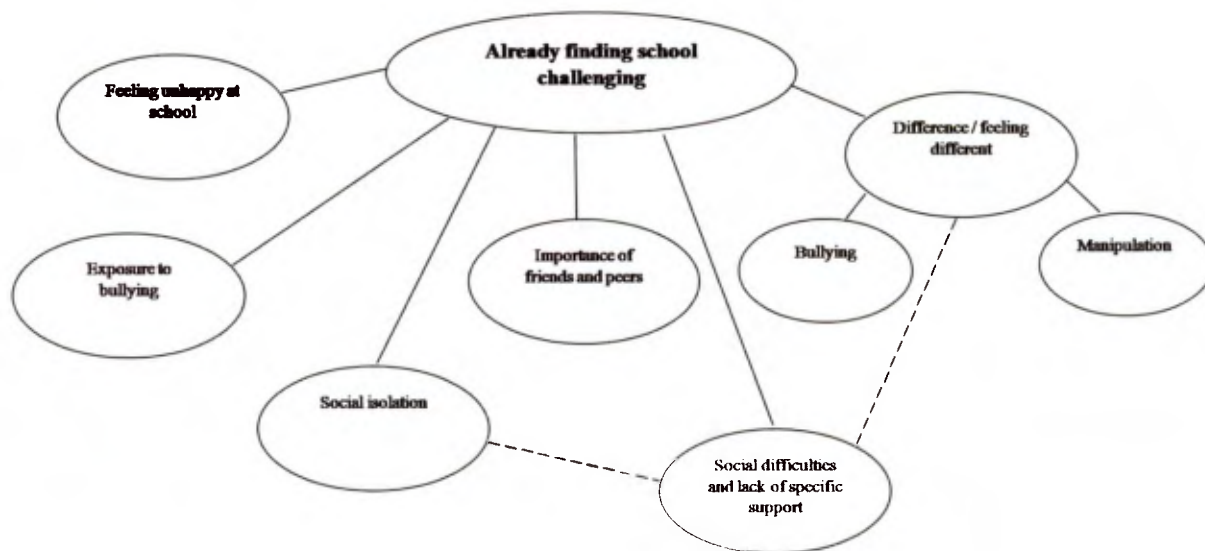 Already finding school
challenging
Feeling unhappy at
school
Difference / feeling
different
Exposure to
bullying
Importance of
friends and peers
Bullying
Manipulation
Social isolation
Social difficulties
and lack of specific
support